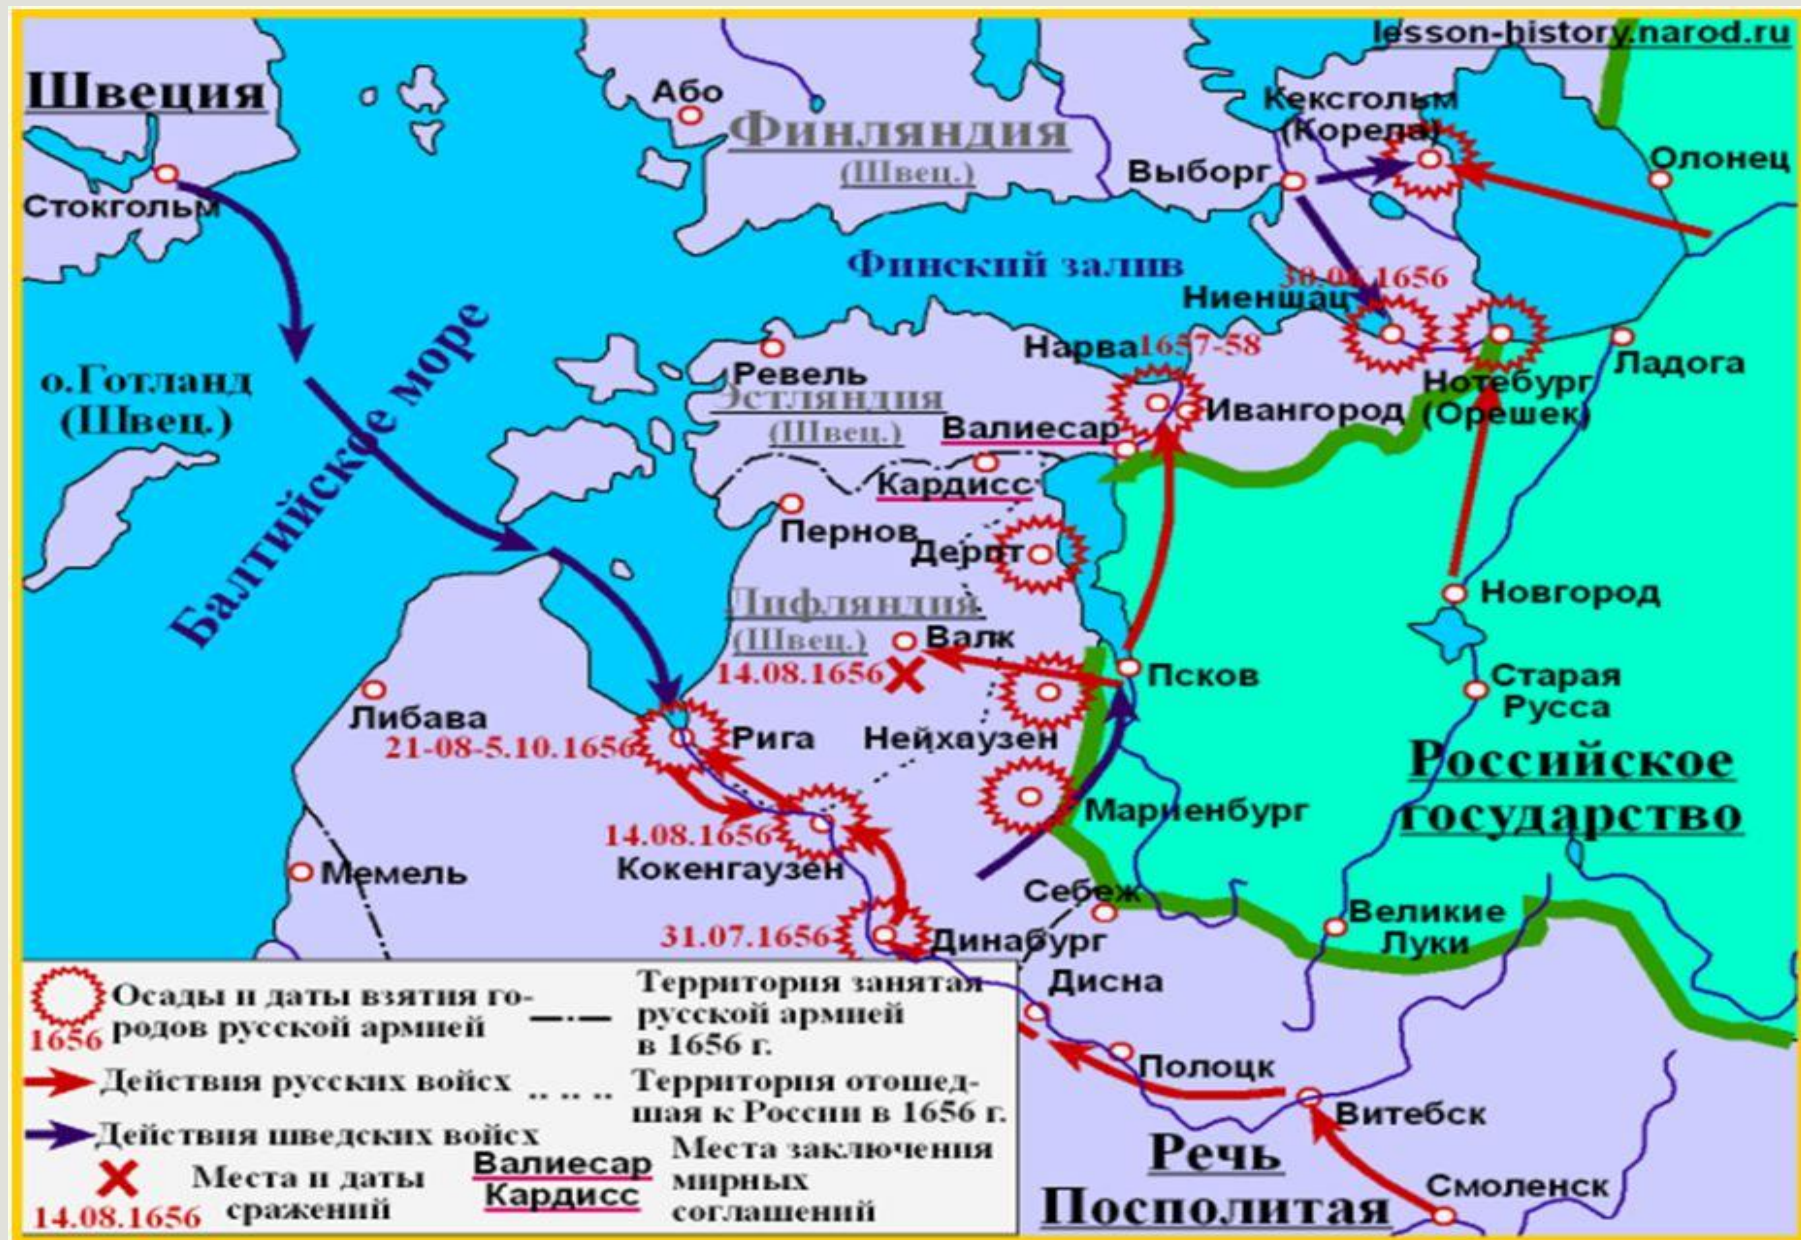 lesson-history.narod.ru
Швеция
Або
Финляндия
(Швец.)
Кексгольм
(Корела)
Выборг
Олонец
Стокгольм
Финский залив
30.06.1656
Ниеншац
Нарва
1657-58
Ладога
о.Готланд
(Швец.)
Балтийское море
Ревель
Эстляндия
(Швец.)
Нотебург
(Орешек)
Ивангород
Валиесар
Кардисс
Пернов
Дерпт
Лифляндия
(Швец.)
Валк
14.08.1656
Новгород
Псков
Старая
Русса
Либава
21-08-5.10.1656
Рига
Нейхаузен
Российское
государство
Мариенбург
14.08.1656
Кокенгаузен
Мемель
Себеж
Великие
Луки
31.07.1656
Динабург
Дисна
Полоцк
Витебск
Речь
Посполитая
Смоленск
Осады и даты взятия го-
родов русской армией
1656
Действия русских войсх
Действия шведских войсх
Места и даты
сражений
14.08.1656
Территория занятая
русской армией
в 1656 г.
Территория отошед-
шая к России в 1656 г.
Валиесар
Кардисс
Места заключения
мирных
соглашений